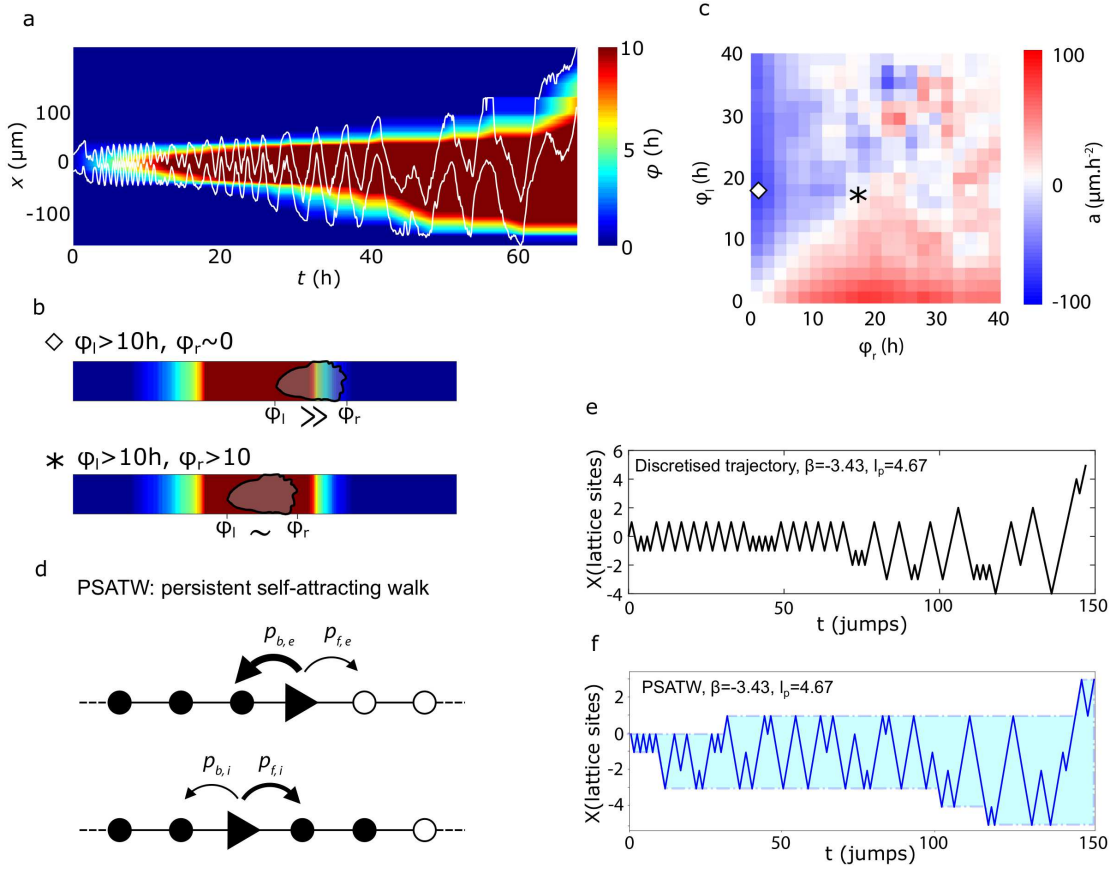 a
x (µm)
100
0
-100
0
20
40
60
t (h)
10
5
0
φ (h)
b
φl>10h, φr~0
φl >> φr
φl>10h, φr>10
φl ~ φr
c
φl (h)
40
30
20
10
0
0
10
20
30
40
φr (h)
100
0
-100
a (µm.h-2)
d
PSATW: persistent self-attracting walk
pb,e pf,e
pb,i pf,i
e
X(lattice sites)
6
4
2
0
-2
-4
Discretised trajectory, β=-3.43, lp=4.67
0
50
100
150
t (jumps)
f
X(lattice sites)
2
0
-2
-4
PSATW, β=-3.43, lp=4.67
0
50
100
150
t (jumps)